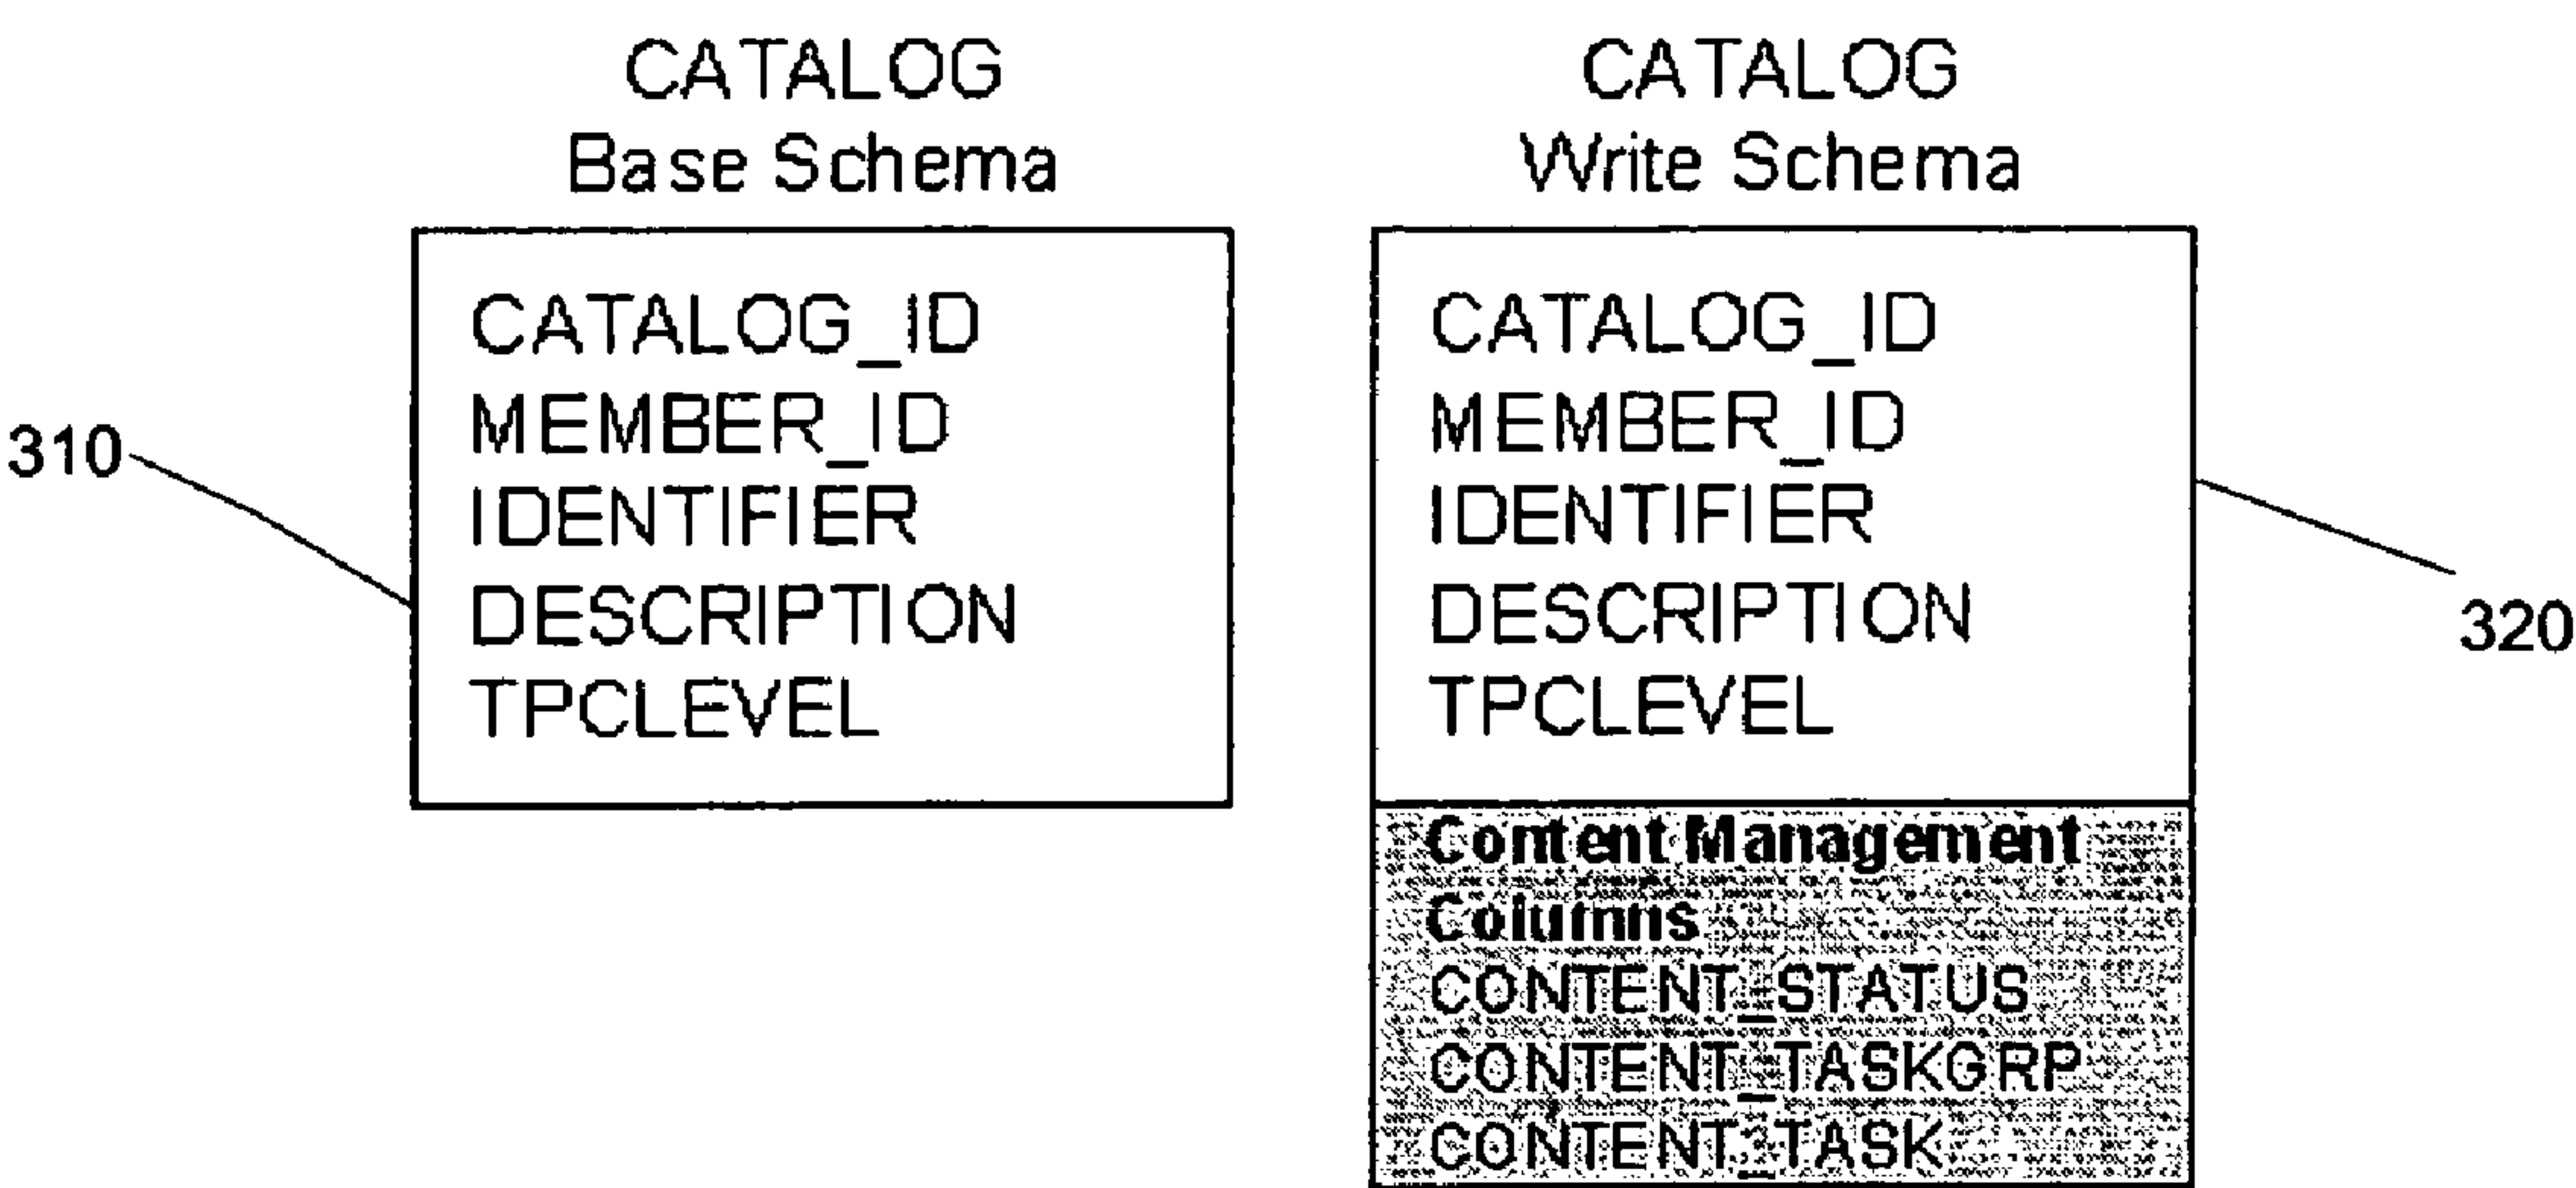 CATALOG
Base Schema
310
CATALOG_ID
MEMBER_ID
IDENTIFIER
DESCRIPTION
TPCLEVEL
CATALOG
Write Schema
CATALOG_ID
MEMBER_ID
IDENTIFIER
DESCRIPTION
TPCLEVEL
320
Content Management
Columns
CONTENT_STATUS
CONTENT_TASKGRP
CONTENT_TASK